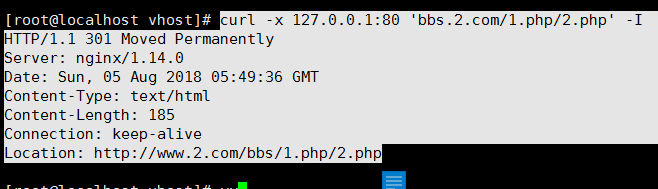 [root@localhost vhost]# curl -x 127.0.0.1:80 'bbs.2.com/1.php/2.php' -I
HTTP/1.1 301 Moved Permanently
Server: nginx/1.14.0
Date: Sun, 05 Aug 2018 05:49:36 GMT
Content-Type: text/html
Content-Length: 185
Connection: keep-alive
Location: http://www.2.com/bbs/1.php/2.php
[root@localhost vhost]#